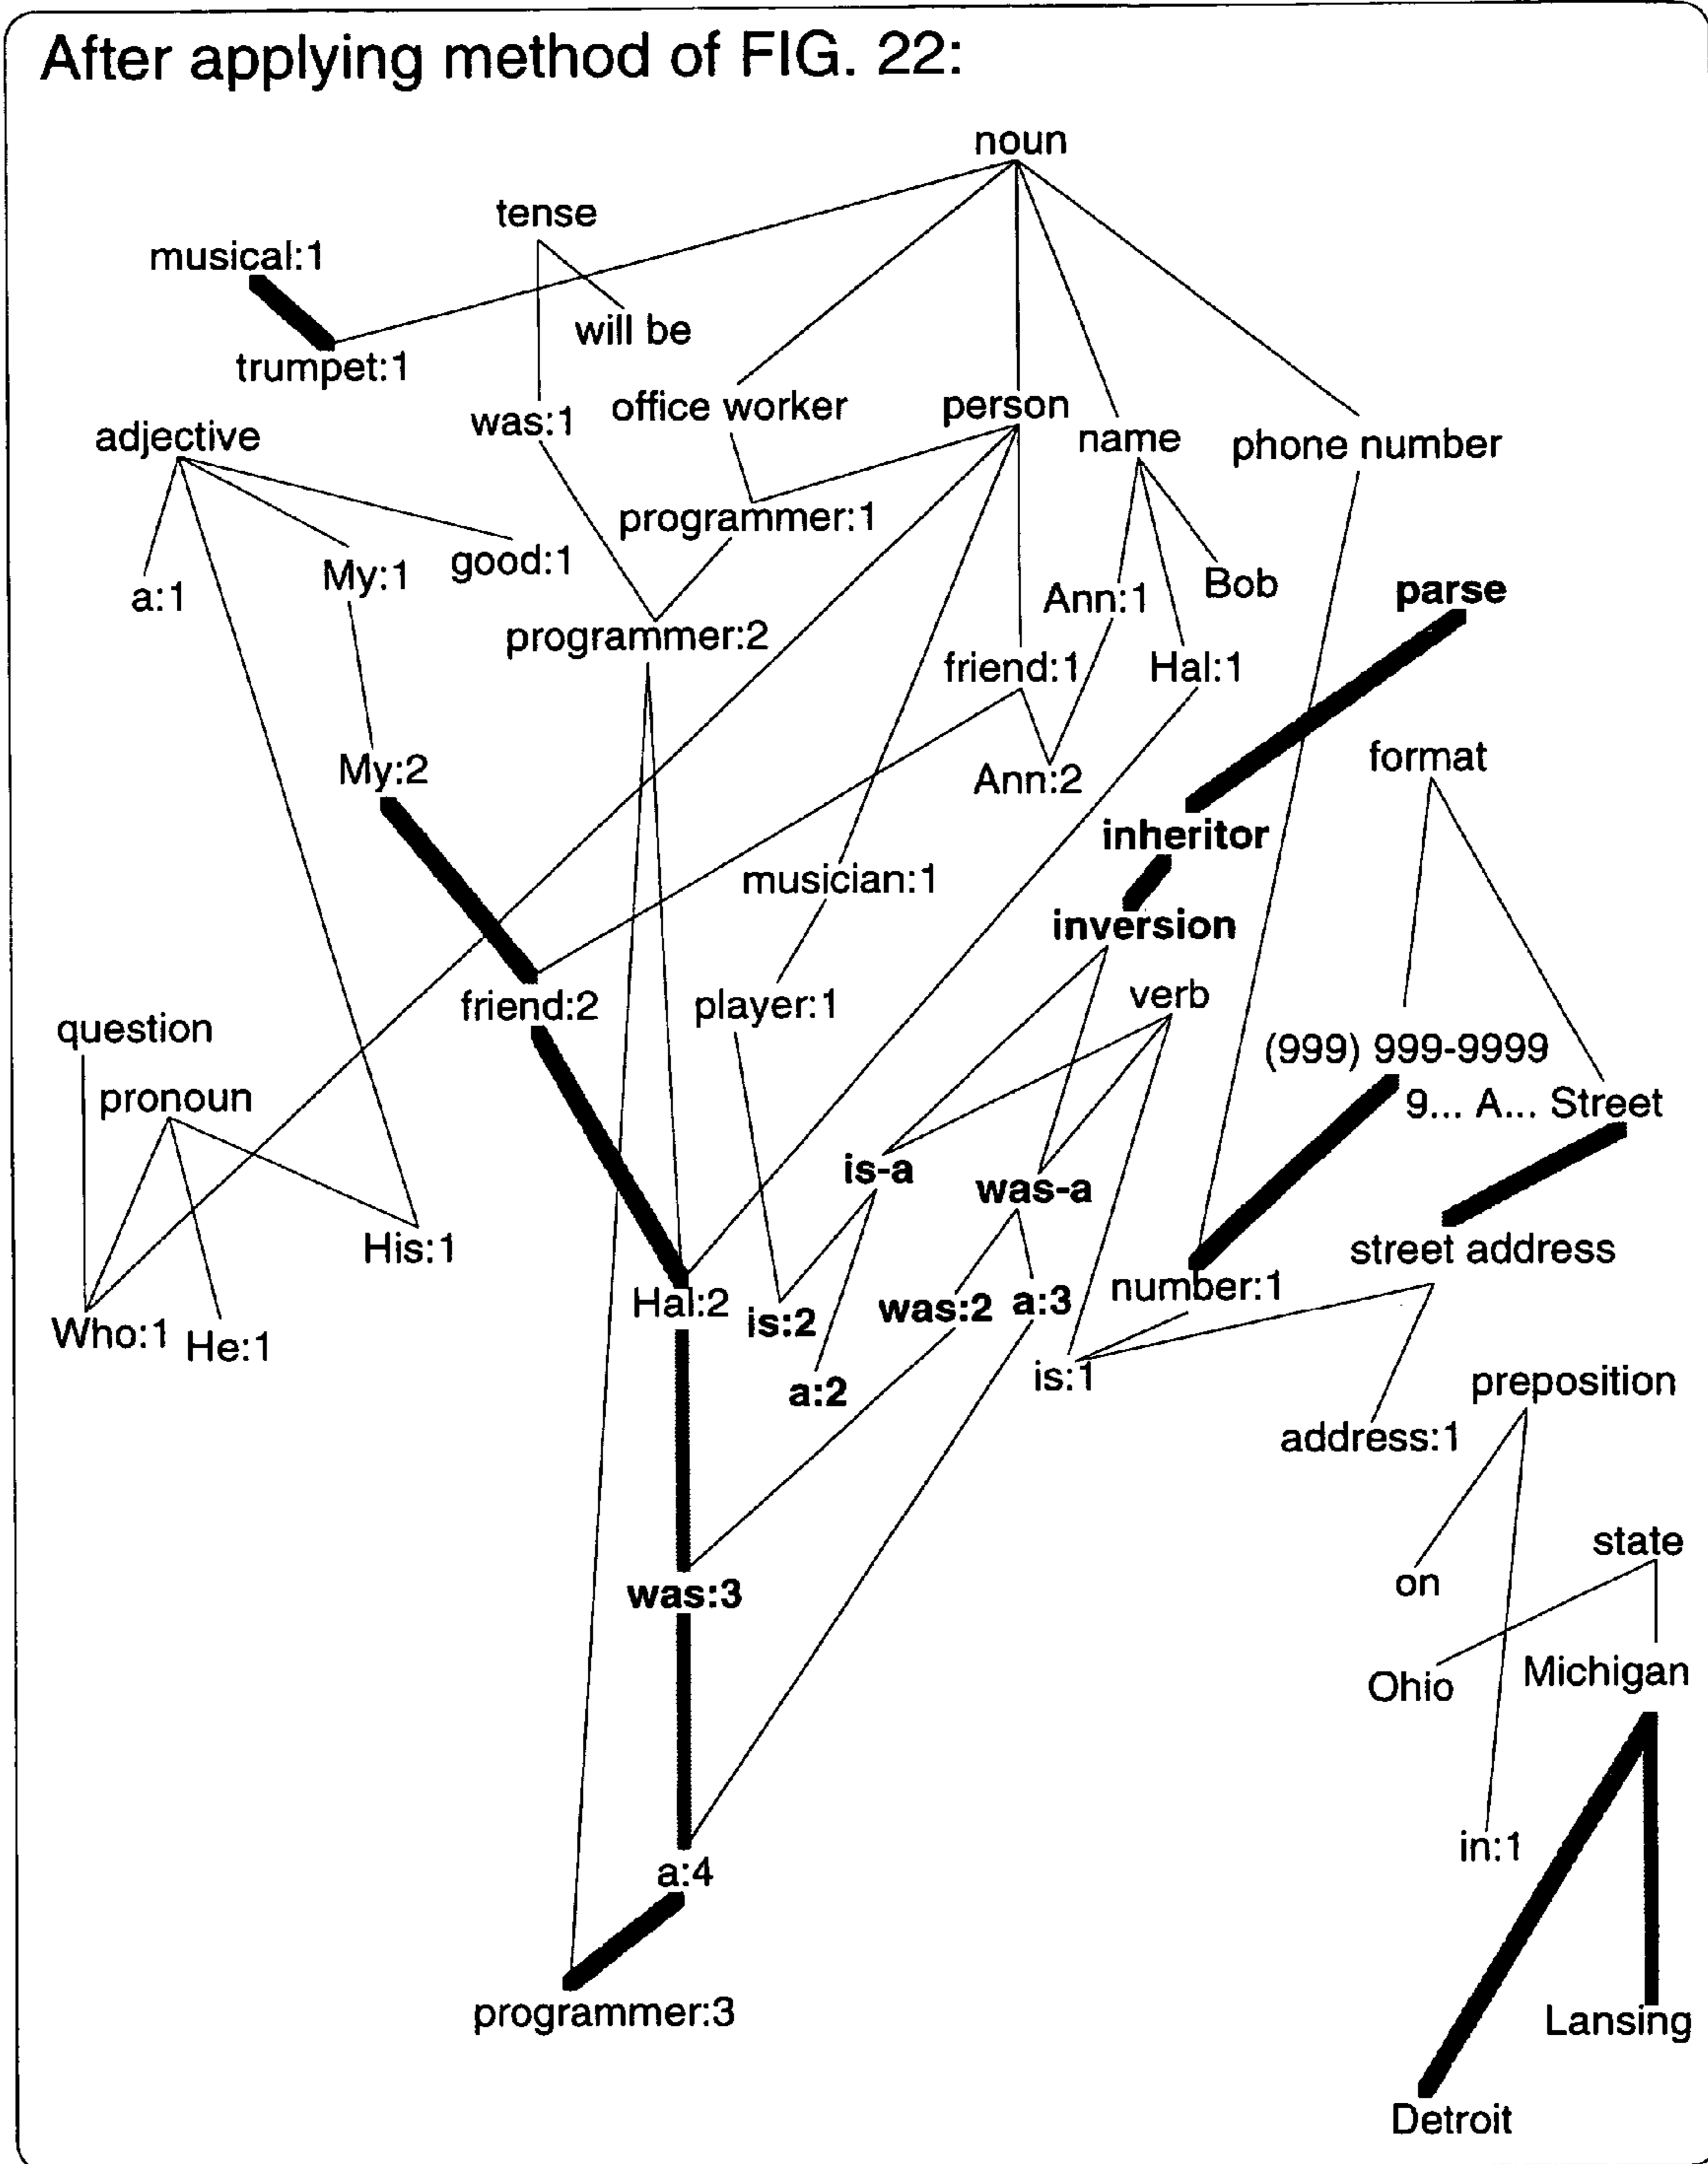 After applying method of FIG. 22:
noun
tense
musical:1
will be
trumpet:1
office worker
person
was:1
name
adjective
phone number
programmer:1
good:1
My:1
Bob
parse
a:1
Ann:1
programmer:2
friend:1
Hal:1
format
My:2
Ann:2
inheritor
musician:1
inversion
verb
friend:2
player:1
question
(999) 999-9999
pronoun
9... A... Street
is-a
was-a
His:1
street address
number:1
Hal:2
was:2
a:3
is:2
Who:1
He:1
is:1
preposition
a:2
address:1
state
on
was:3
Michigan
Ohio
in:1
a:4
programmer:3
Lansing
Detroit